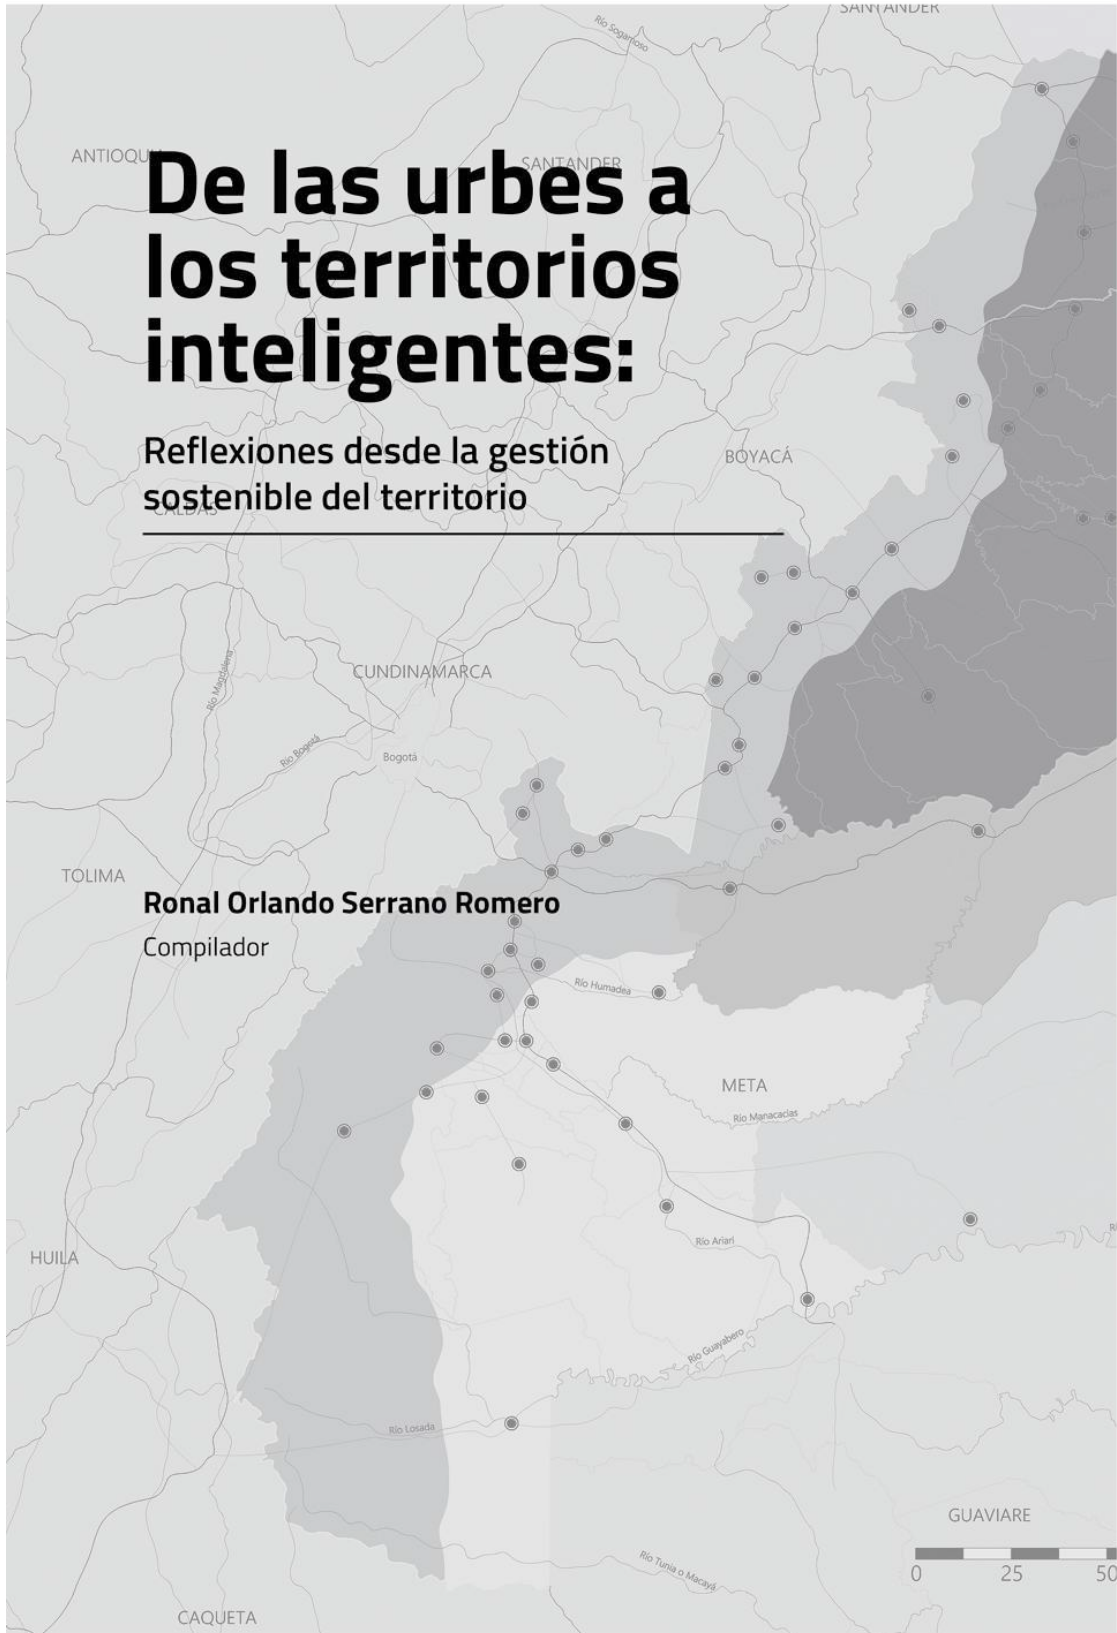 SANTANDER
Río Sogamoso
ANTIOQUIA
SANTANDER
De las urbes a
los territorios
inteligentes:
Reflexiones desde la gestión
sostenible del territorio
BOYACÁ
CALDAS
CUNDINAMARCA
Río Magdalena
Río Bogotá
Bogotá
TOLIMA
Ronal Orlando Serrano Romero
Compilador
Río Humadea
META
Río Manacacias
Río Ariari
HUILA
Río Guayabero
Río Losada
GUAVIARE
0 25 50
Río Tunia o Macayá
CAQUETA